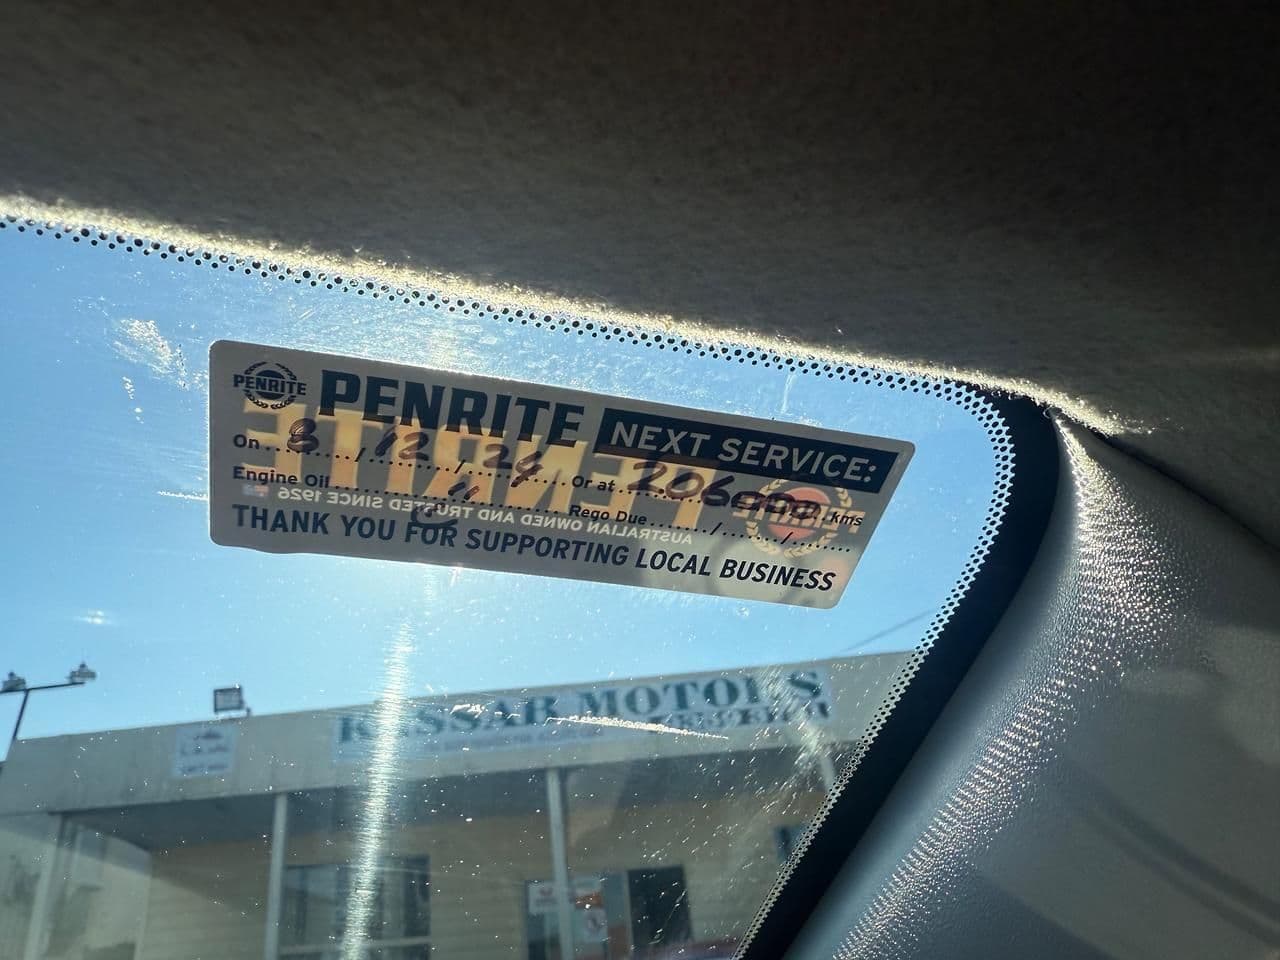 PENRITE
PENRITE
NEXT SERVICE:
On 3 / 12 / 24 Or at 206000 kms
Engine Oil Rego Due / /
AUSTRALIAN OWNED AND TRUSTED SINCE 1926
THANK YOU FOR SUPPORTING LOCAL BUSINESS
MOTORS